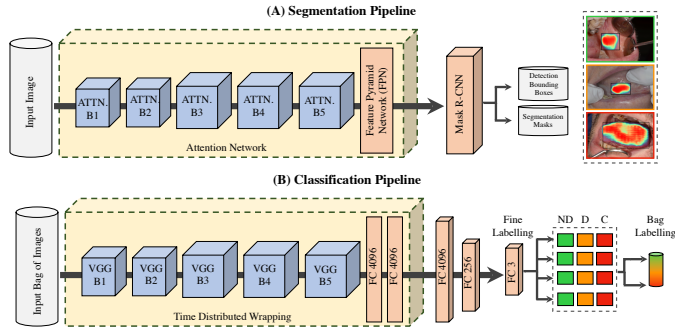 (A) Segmentation Pipeline
Input Image
ATTN.
B1
ATTN.
B2
ATTN.
B3
ATTN.
B4
ATTN.
B5
Feature Pyramid
Network (FPN)
Attention Network
Mask R-CNN
Detection
Bounding
Boxes
Segmentation
Masks
(B) Classification Pipeline
Input Bag of Images
VGG
B1
VGG
B2
VGG
B3
VGG
B4
VGG
B5
FC 4096
FC 4096
Time Distributed Wrapping
FC 4096
FC 256
FC 3
Fine
Labelling
ND D C
Bag
Labelling